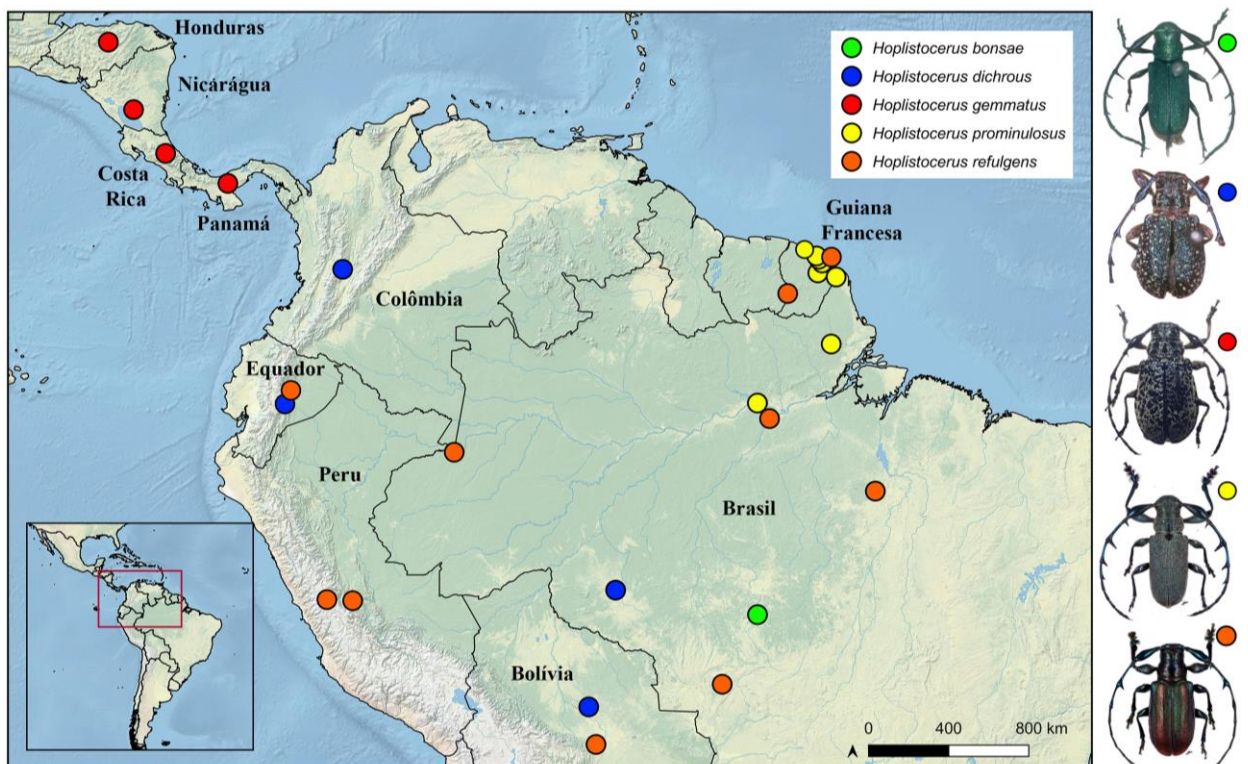 Honduras
Nicarágua
Costa
Rica
Panamá
Hoplistocerus bonsae
Hoplistocerus dichrous
Hoplistocerus gemmatus
Hoplistocerus prominulosus
Hoplistocerus refulgens
Guiana
Francesa
Colômbia
Equador
Peru
Brasil
Bolívia
0 400 800 km